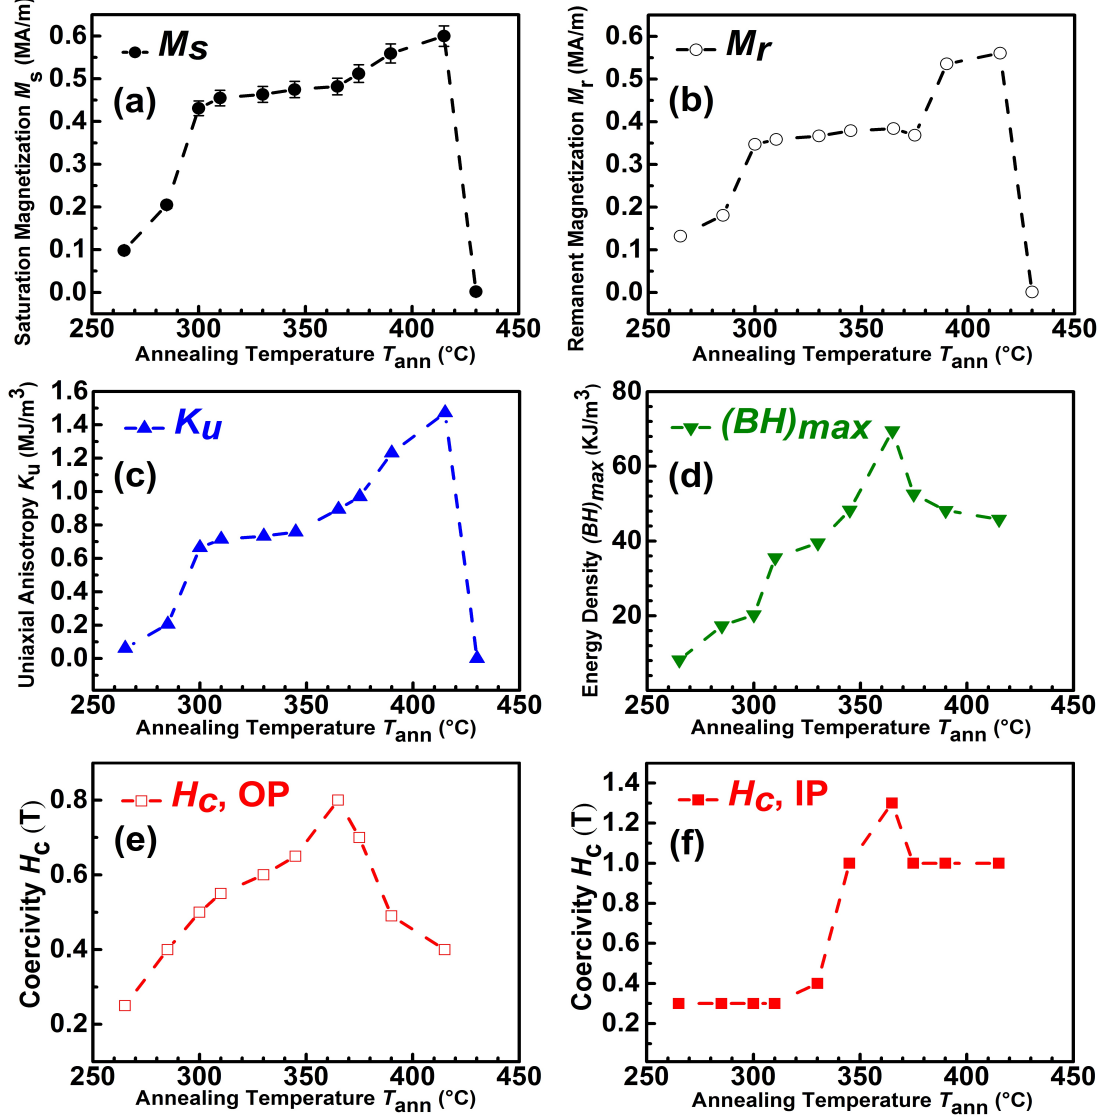 Saturation Magnetization Ms (MA/m)
0.6
0.5
0.4
0.3
0.2
0.1
0.0
Ms
(a)
250 300 350 400 450
Annealing Temperature Tann (°C)
Remanent Magnetization Mr (MA/m)
0.6
0.5
0.4
0.3
0.2
0.1
0.0
Mr
(b)
250 300 350 400 450
Annealing Temperature Tann (°C)
Uniaxial Anisotropy Ku (MJ/m³)
1.6
1.4
1.2
1.0
0.8
0.6
0.4
0.2
0.0
Ku
(c)
250 300 350 400 450
Annealing Temperature Tann (°C)
Energy Density (BH)max (KJ/m³)
80
60
40
20
(BH)max
(d)
250 300 350 400 450
Annealing Temperature Tann (°C)
Coercivity Hc (T)
0.8
0.6
0.4
0.2
Hc, OP
(e)
250 300 350 400 450
Annealing Temperature Tann (°C)
Coercivity Hc (T)
1.4
1.2
1.0
0.8
0.6
0.4
0.2
Hc, IP
(f)
250 300 350 400 450
Annealing Temperature Tann (°C)